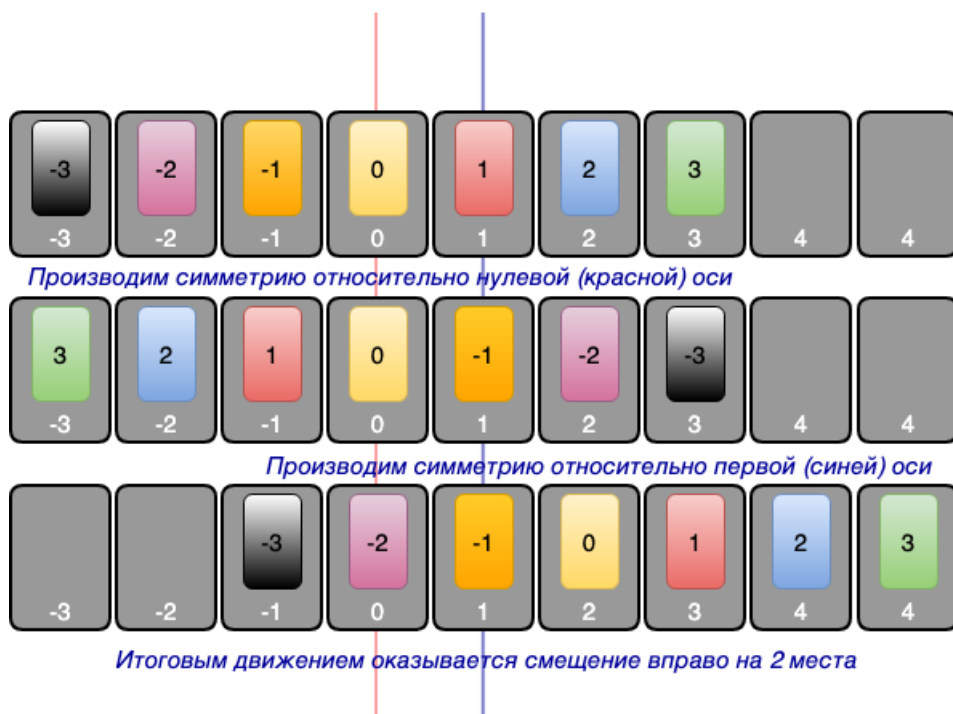 -3 -2 -1 0 1 2 3
-3 -2 -1 0 1 2 3 4 4
Производим симметрию относительно нулевой (красной) оси
3 2 1 0 -1 -2 -3
-3 -2 -1 0 1 2 3 4 4
Производим симметрию относительно первой (синей) оси
-3 -2 -1 0 1 2 3
-3 -2 -1 0 1 2 3 4 4
Итоговым движением оказывается смещение вправо на 2 места